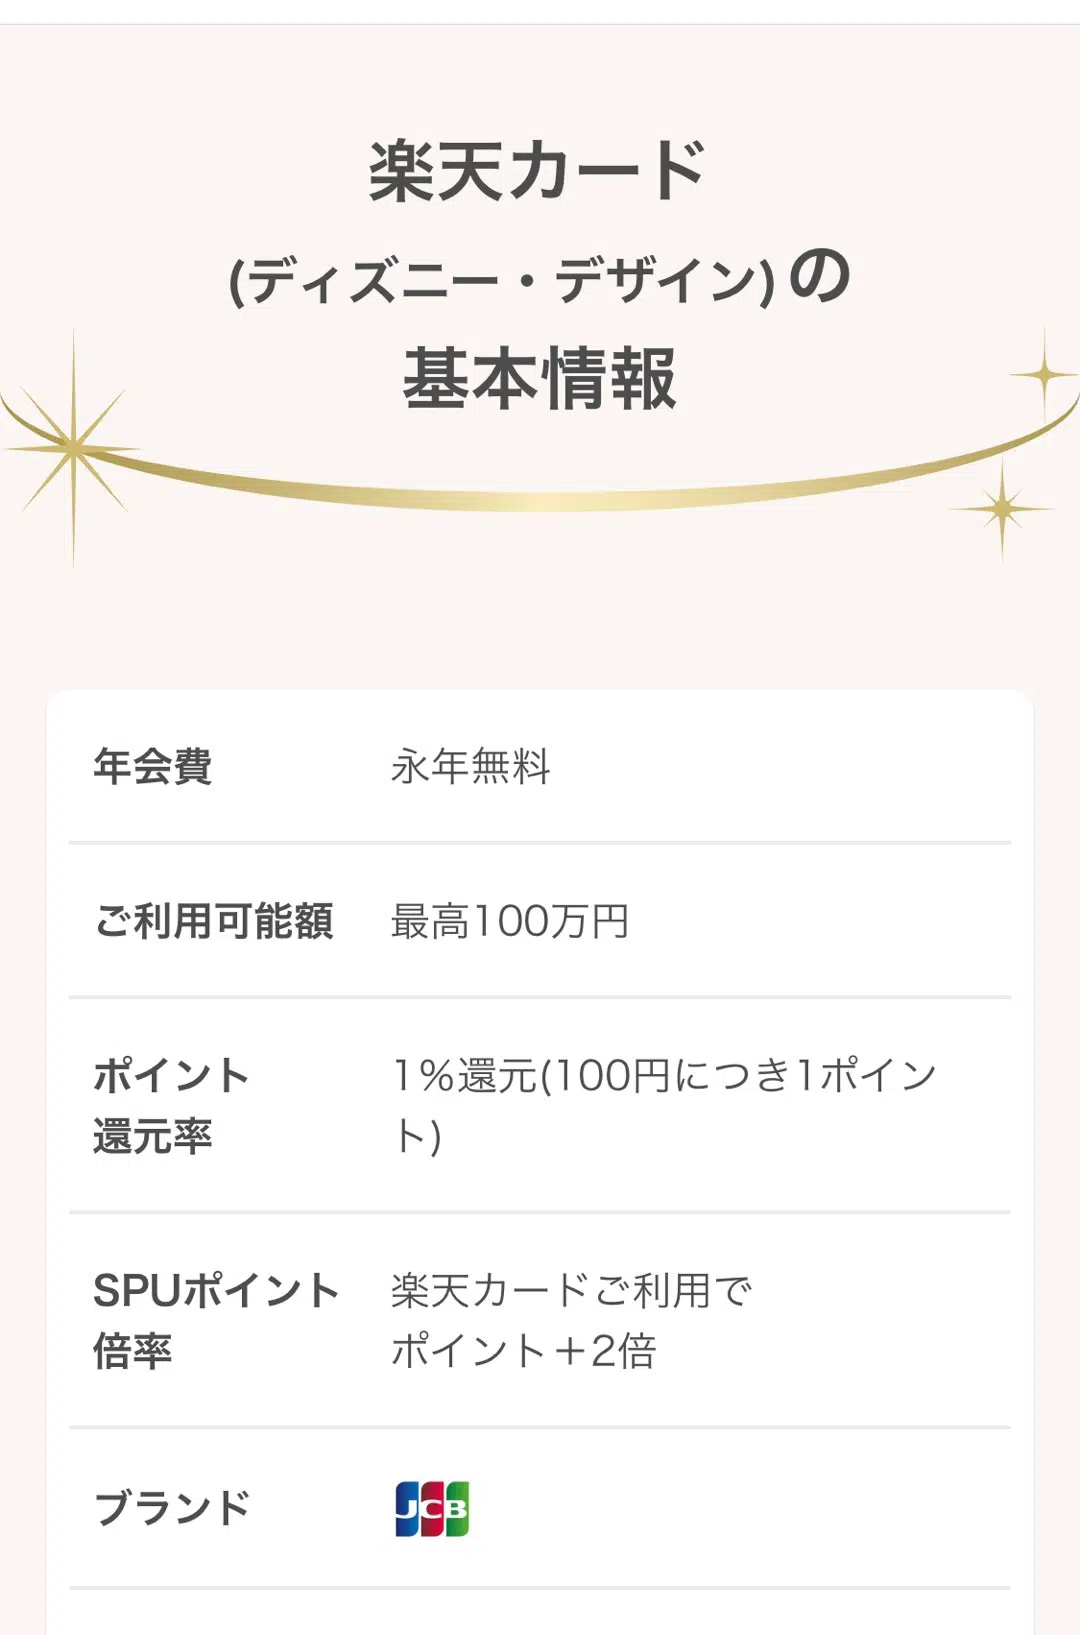 楽天カード
(ディズニー・デザイン)の
基本情報
年会費
永年無料
ご利用可能額
最高100万円
ポイント
還元率
1%還元(100円につき1ポイン
ト)
SPUポイント
倍率
楽天カードご利用で
ポイント＋2倍
ブランド
JCB